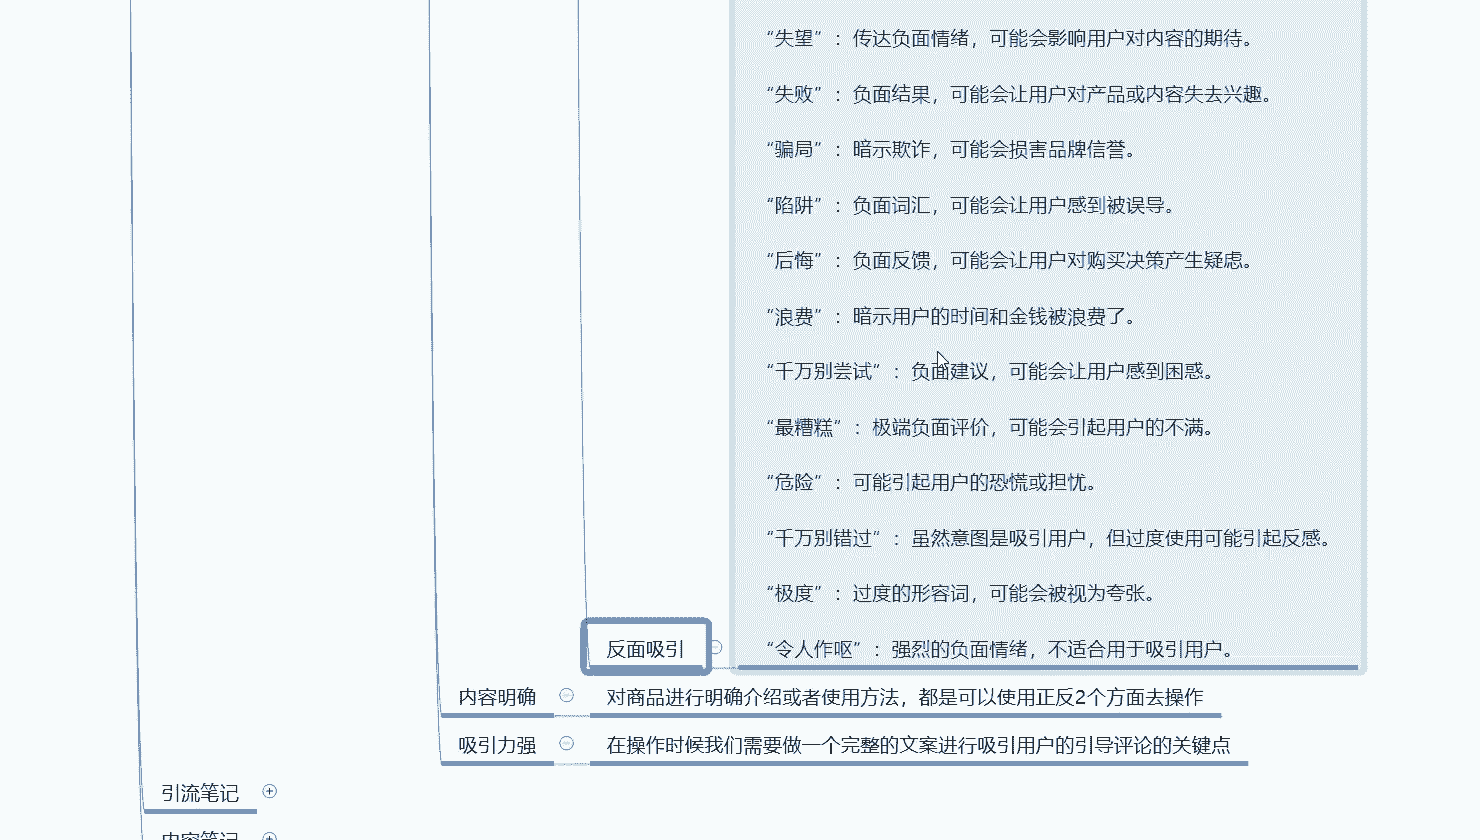 “失望”：传达负面情绪，可能会影响用户对内容的期待。
“失败”：负面结果，可能会让用户对产品或内容失去兴趣。
“骗局”：暗示欺诈，可能会损害品牌信誉。
“陷阱”：负面词汇，可能会让用户感到被误导。
“后悔”：负面反馈，可能会让用户对购买决策产生疑虑。
“浪费”：暗示用户的时间和金钱被浪费了。
“千万别尝试”：负面建议，可能会让用户感到困惑。
“最糟糕”：极端负面评价，可能会引起用户的不满。
“危险”：可能引起用户的恐慌或担忧。
“千万别错过”：虽然意图是吸引用户，但过度使用可能引起反感。
“极度”：过度的形容词，可能会被视为夸张。
反面吸引
“令人作呕”：强烈的负面情绪，不适合用于吸引用户。
内容明确
对商品进行明确介绍或者使用方法，都是可以使用正反2个方面去操作
吸引力强
在操作时候我们需要做一个完整的文案进行吸引用户的引导评论的关键点
引流笔记
内容笔记